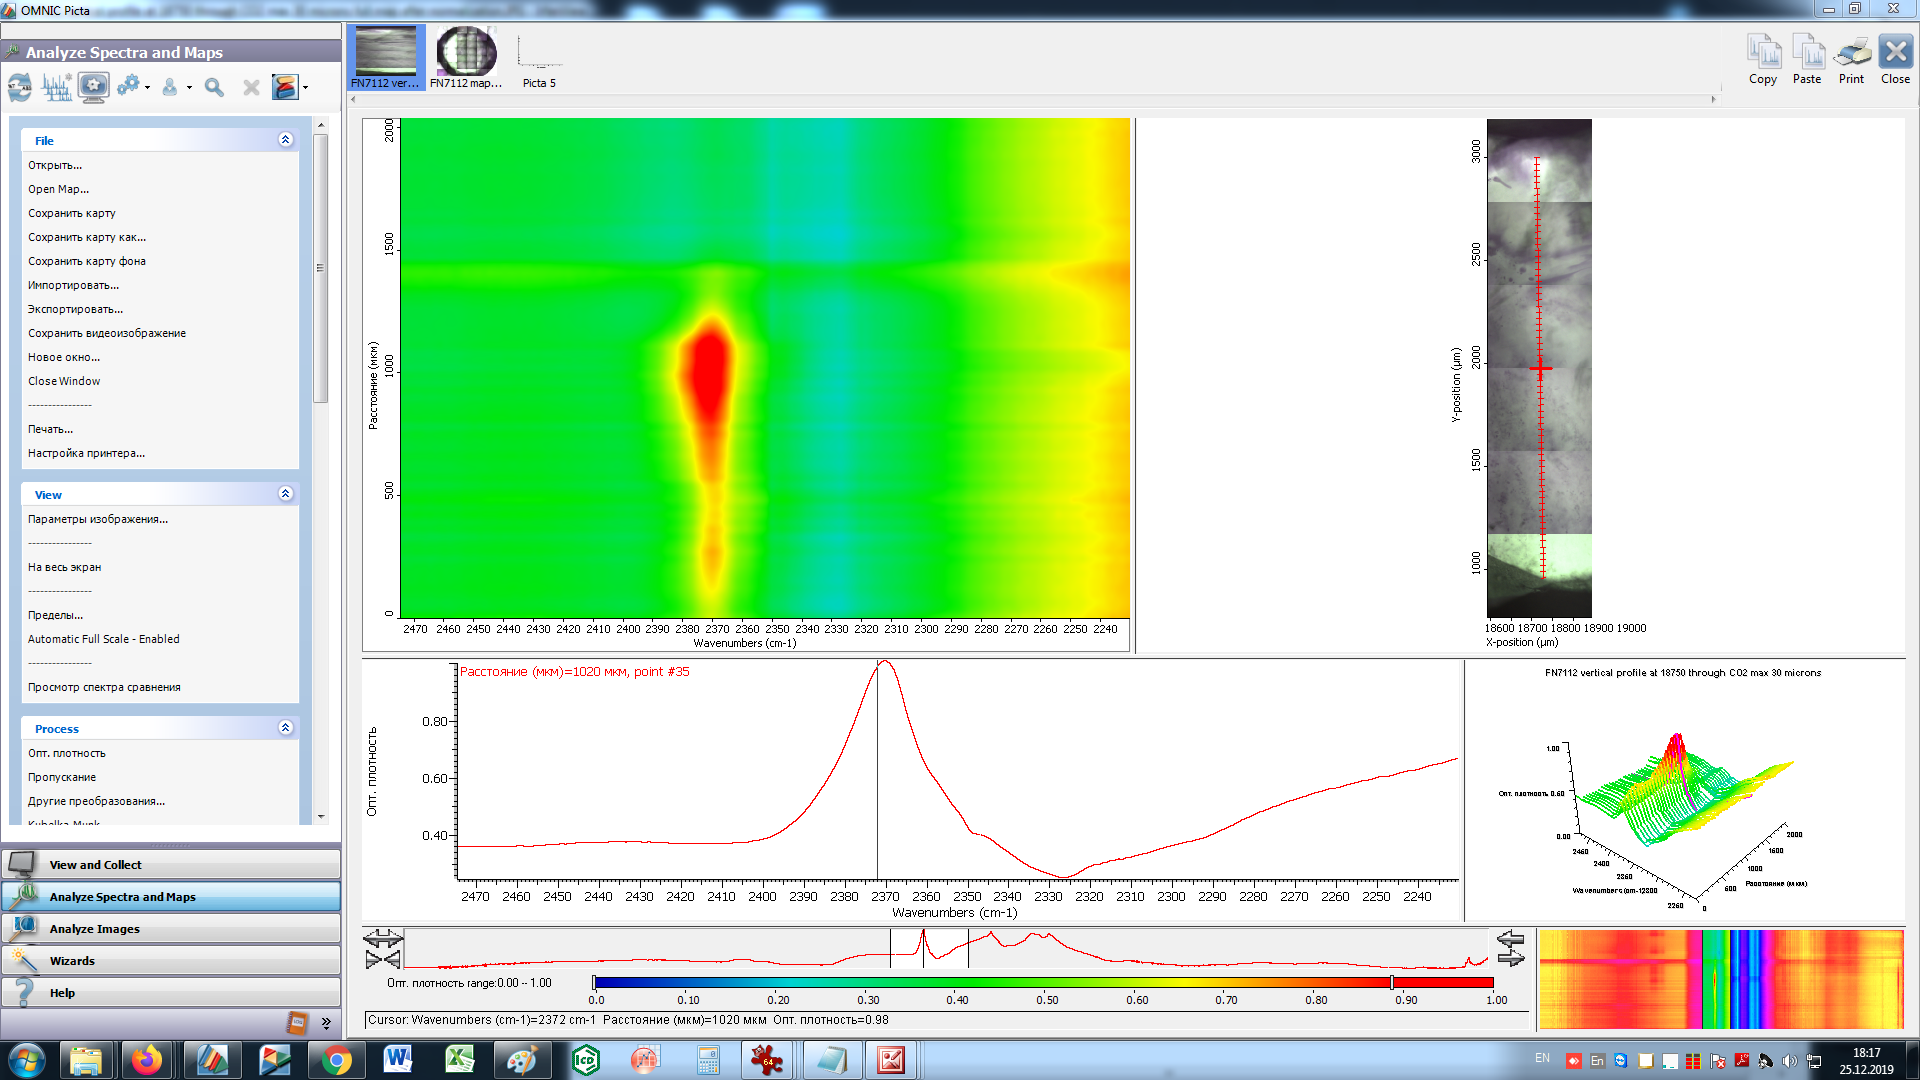 OMNIC Picta
Analyze Spectra and Maps
FN7112 ver...
FN7112 map...
Picta 5
Copy
Paste
Print
Close
File
Открыть...
Open Map...
Сохранить карту
Сохранить карту как...
Сохранить карту фона
Импортировать...
Экспортировать...
Сохранить видеоизображение
Новое окно...
Close Window
----------------
Печать...
Настройка принтера...
View
Параметры изображения...
----------------
На весь экран
----------------
Пределы...
Automatic Full Scale - Enabled
----------------
Просмотр спектра сравнения
Process
Опт. плотность
Пропускание
Другие преобразования...
View and Collect
Analyze Spectra and Maps
Analyze Images
Wizards
Help
2000
1500
1000
500
0
Расстояние (мкм)
2470 2460 2450 2440 2430 2420 2410 2400 2390 2380 2370 2360 2350 2340 2330 2320 2310 2300 2290 2280 2270 2260 2250 2240
Wavenumbers (cm-1)
3000
2500
2000
1500
1000
Y-position (µm)
18600 18700 18800 18900 19000
X-position (µm)
Расстояние (мкм)=1020 мкм, point #35
0.80
0.60
0.40
Опт. плотность
2470 2460 2450 2440 2430 2420 2410 2400 2390 2380 2370 2360 2350 2340 2330 2320 2310 2300 2290 2280 2270 2260 2250 2240
Wavenumbers (cm-1)
FN7112 vertical profile at 18750 through CO2 max 30 microns
1.00
Опт. плотность 0.50
0.00
2450
2400
2350
Wavenumbers (cm-1)2300
2250
0
500
1000
1500
2000
Расстояние (мкм)
Опт. плотность range:0.00 -- 1.00
0.0 0.10 0.20 0.30 0.40 0.50 0.60 0.70 0.80 0.90 1.00
Cursor: Wavenumbers (cm-1)=2372 cm-1 Расстояние (мкм)=1020 мкм Опт. плотность=0.98
EN
En
18:17
25.12.2019